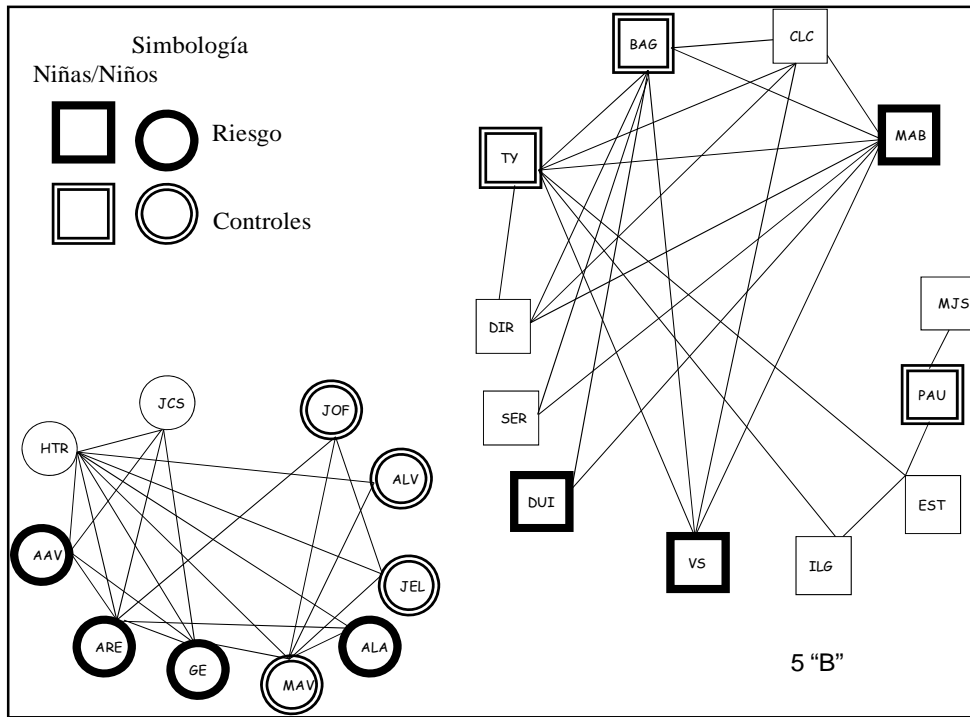 Simbología
Niñas/Niños
Riesgo
Controles
BAG
CLC
MAB
TY
DIR
MJS
PAU
SER
DUI
EST
VS
ILG
JCS
JOF
HTR
ALV
AAV
JEL
ARE
GE
MAV
ALA
5 “B”